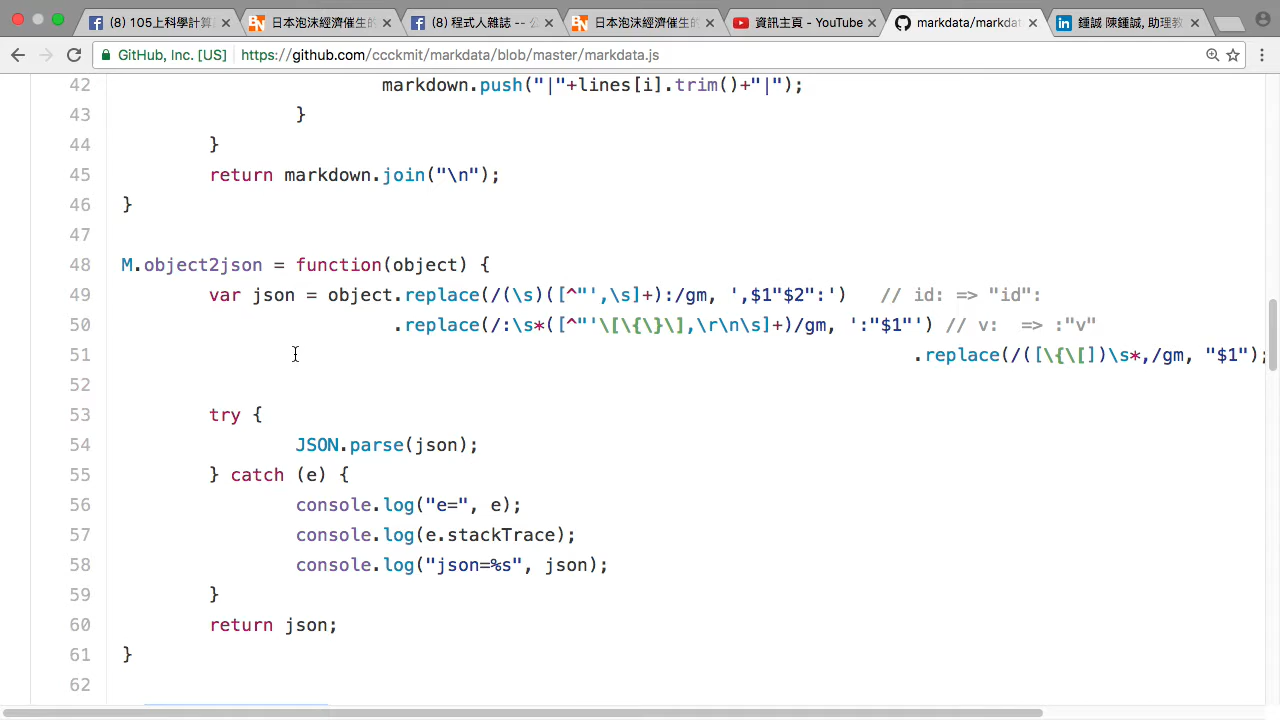 (8) 105上科學計算 日本泡沫經濟催生的 (8) 程式人雜誌 -- 公 日本泡沫經濟催生的 資訊主頁 - YouTube markdata/markdat 鍾誠 陳鍾誠, 助理教
GitHub, Inc. [US] https://github.com/ccckmit/markdata/blob/master/markdata.js
42 markdown.push("|"+lines[i].trim()+"|");
43 }
44 }
45 return markdown.join("\n");
46 }
47
48 M.object2json = function(object) {
49 var json = object.replace(/(\s)([^"',\s]+):/gm, ',$1"$2":') // id: => "id":
50 .replace(/:\s*([^"'\[\{\}\],\r\n\s]+)/gm, ':"$1"') // v: => :"v"
51 .replace(/([\{\[])\s*,/gm, "$1");
52
53 try {
54 JSON.parse(json);
55 } catch (e) {
56 console.log("e=", e);
57 console.log(e.stackTrace);
58 console.log("json=%s", json);
59 }
60 return json;
61 }
62